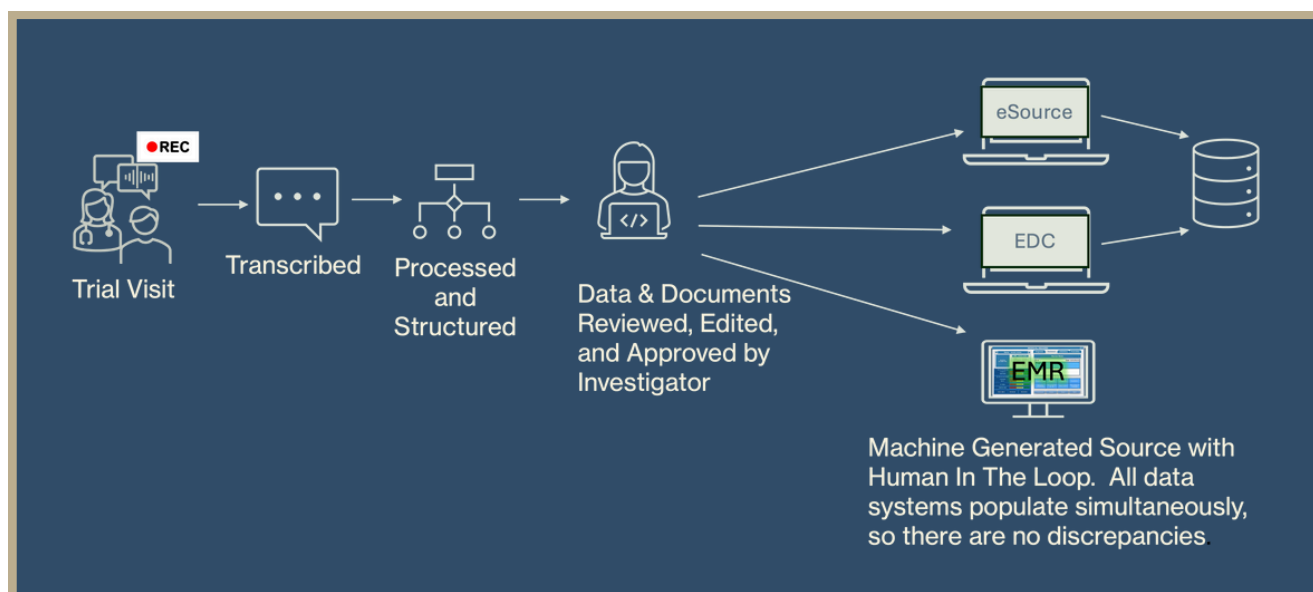 REC
Trial Visit
Transcribed
Processed
and
Structured
</>
Data & Documents
Reviewed, Edited,
and Approved by
Investigator
eSource
EDC
EMR
Machine Generated Source with
Human In The Loop.  All data
systems populate simultaneously,
so there are no discrepancies.